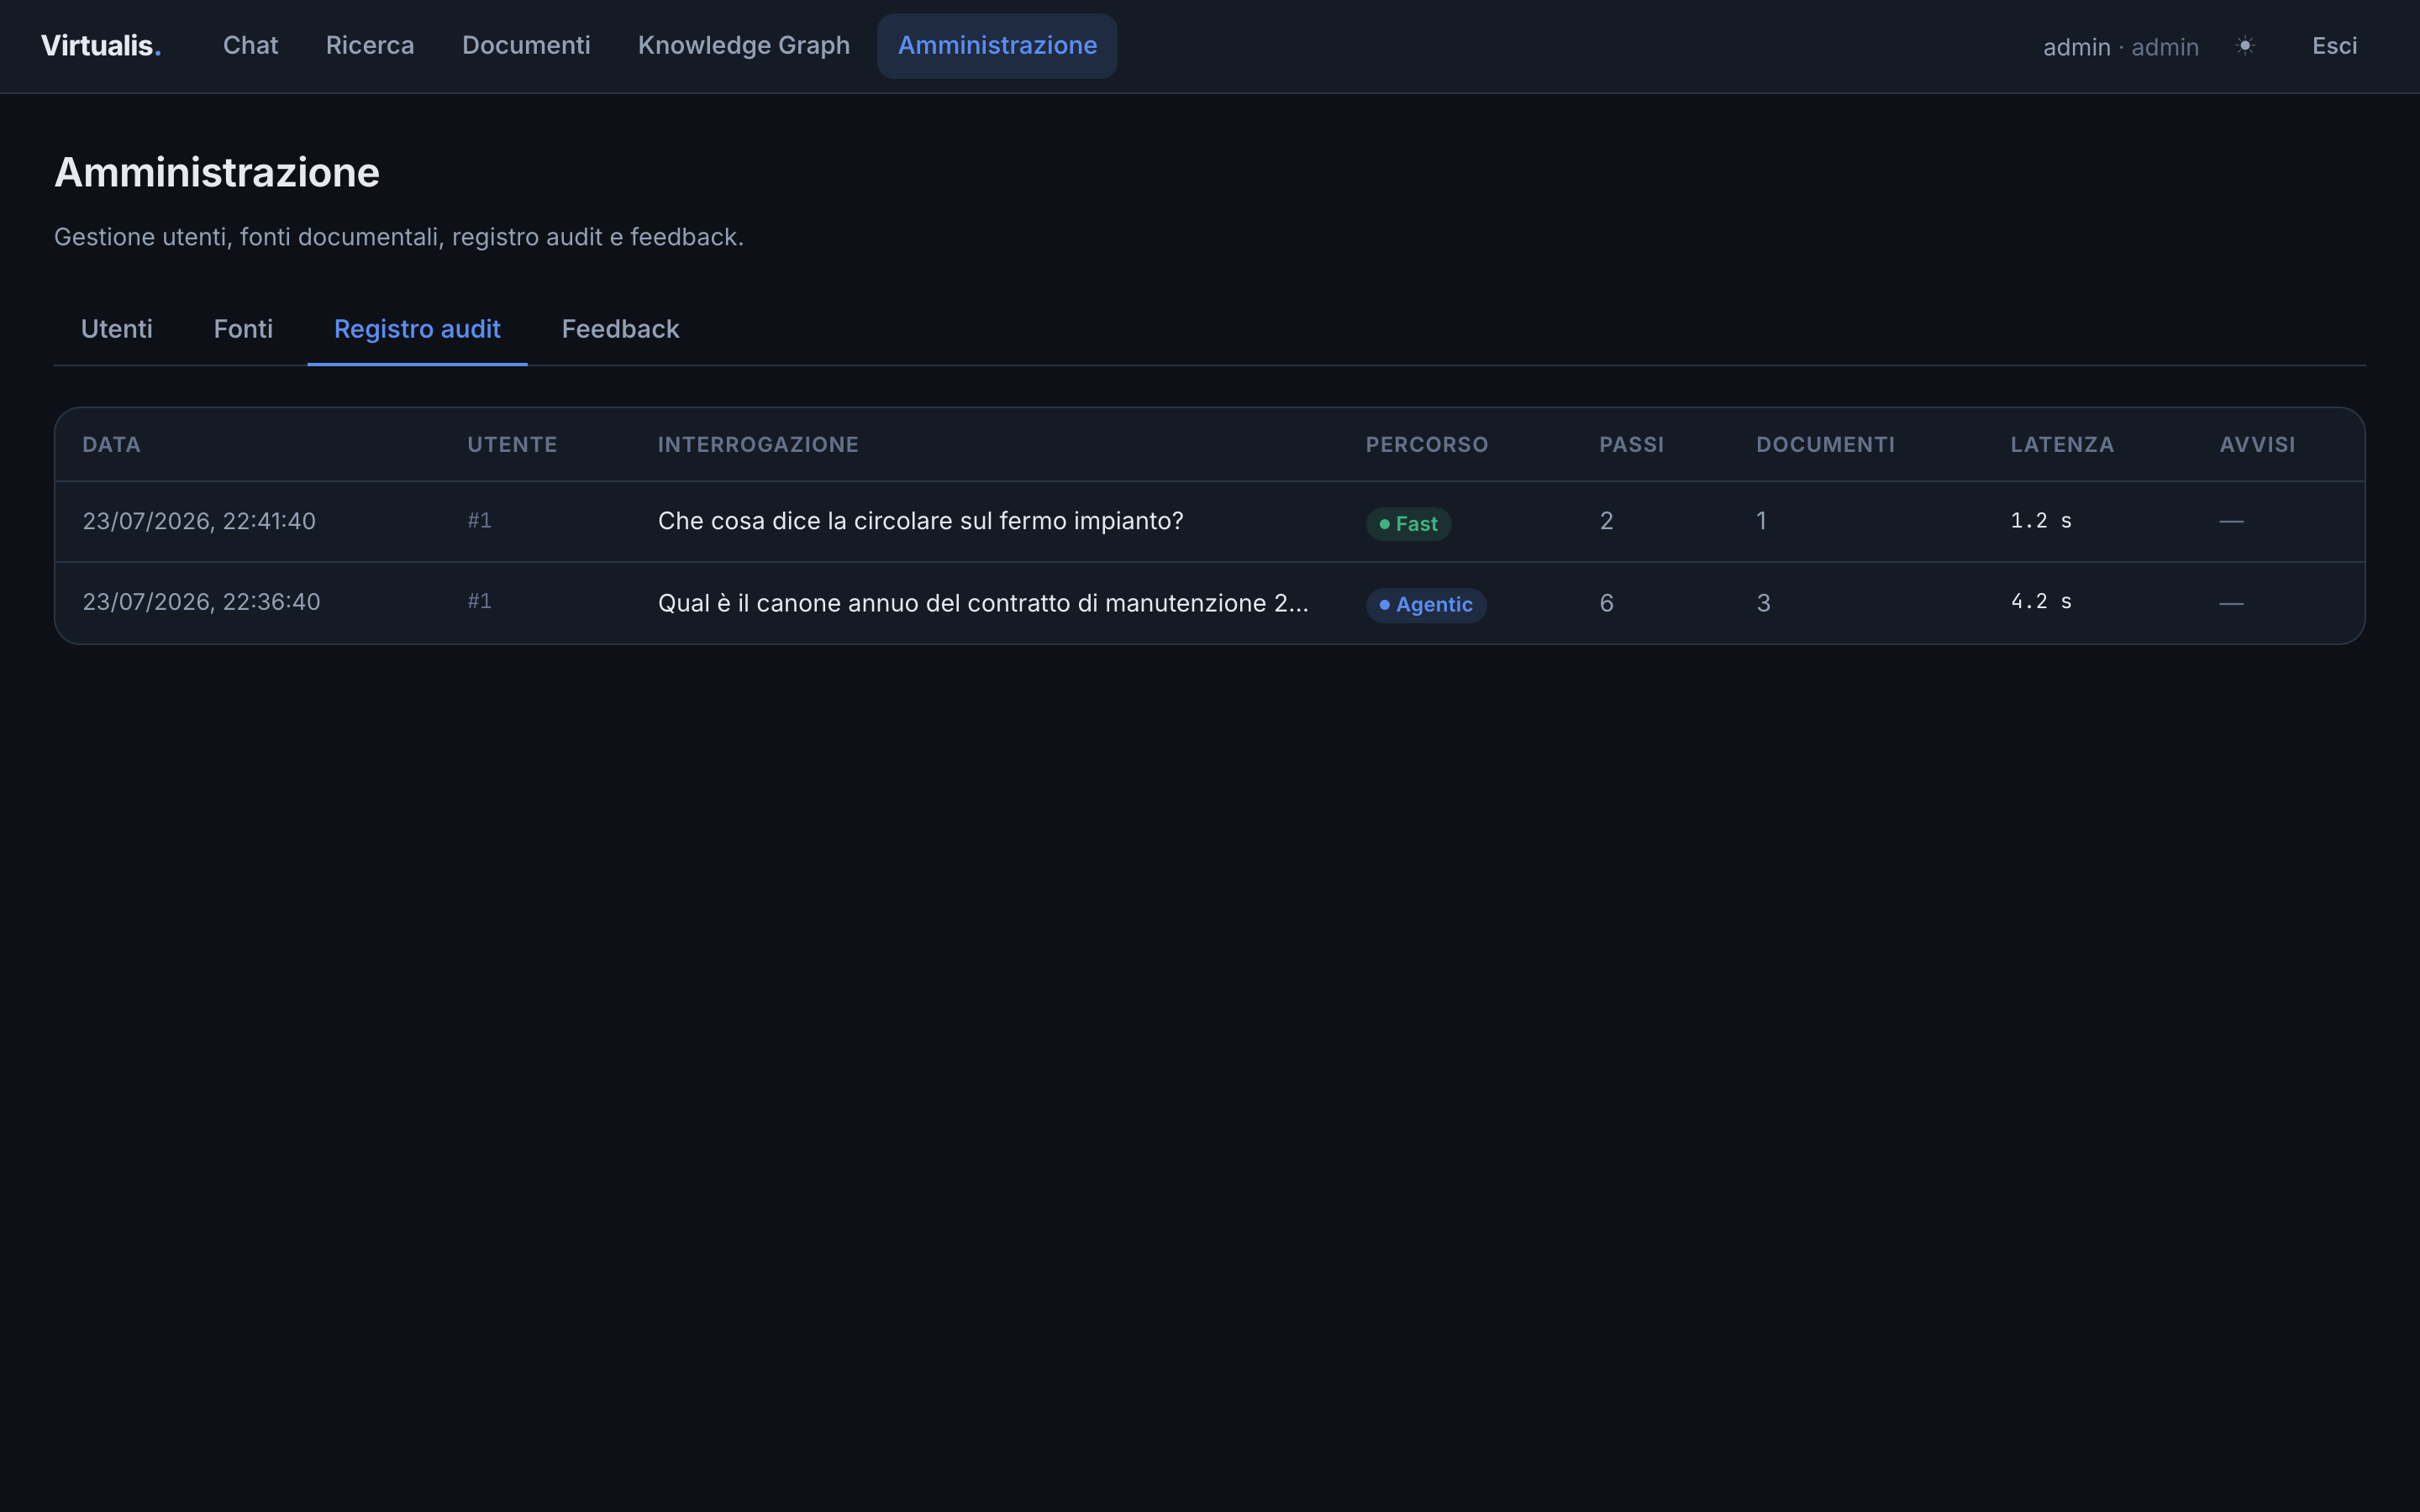 Virtualis. Chat Ricerca Documenti Knowledge Graph Amministrazione admin · admin Esci
Amministrazione
Gestione utenti, fonti documentali, registro audit e feedback.
Utenti Fonti Registro audit Feedback
DATA UTENTE INTERROGAZIONE PERCORSO PASSI DOCUMENTI LATENZA AVVISI
23/07/2026, 22:41:40 #1 Che cosa dice la circolare sul fermo impianto? Fast 2 1 1.2 s —
23/07/2026, 22:36:40 #1 Qual è il canone annuo del contratto di manutenzione 2... Agentic 6 3 4.2 s —